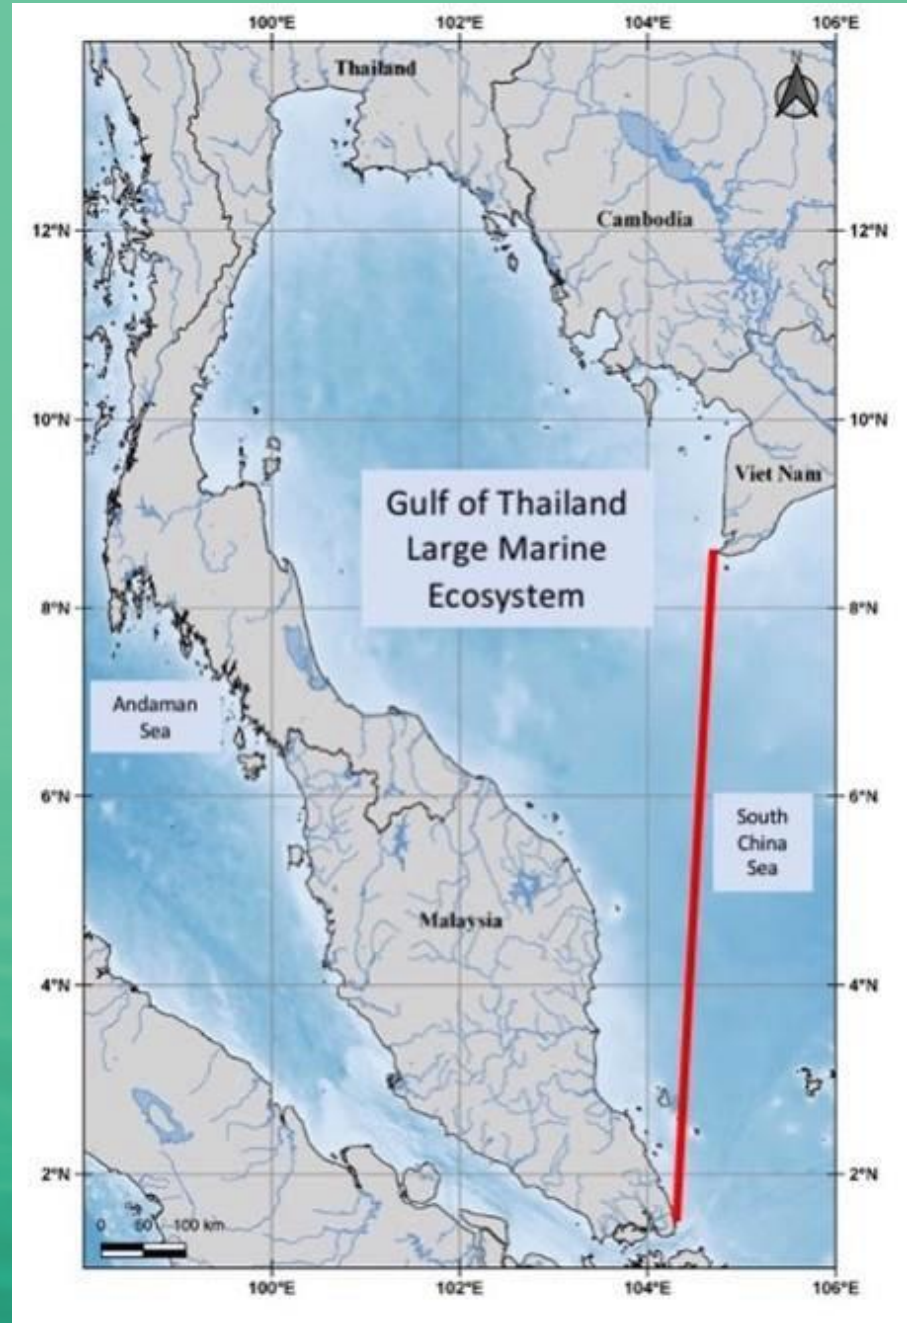 100°E 102°E 104°E 106°E
Thailand
N
12°N 12°N
Cambodia
10°N 10°N
Viet Nam
Gulf of Thailand
Large Marine
Ecosystem
8°N 8°N
Andaman
Sea
6°N 6°N
South
China
Sea
Malaysia
4°N 4°N
2°N 2°N
0 50 100 km
100°E 102°E 104°E 106°E